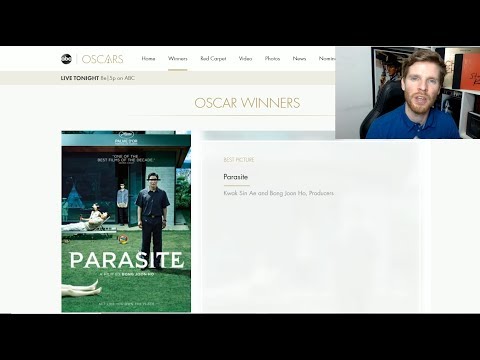 abc OSCARS Home Winners Red Carpet Video Photos News
LIVE TONIGHT 8e|5p on ABC
OSCAR WINNERS
PALME D'OR
"ONE OF THE
BEST FILMS OF THE DECADE."
PARASITE
A FILM BY BONG JOON HO
BEST PICTURE
Parasite
Kwak Sin Ae and Bong Joon Ho, Producers